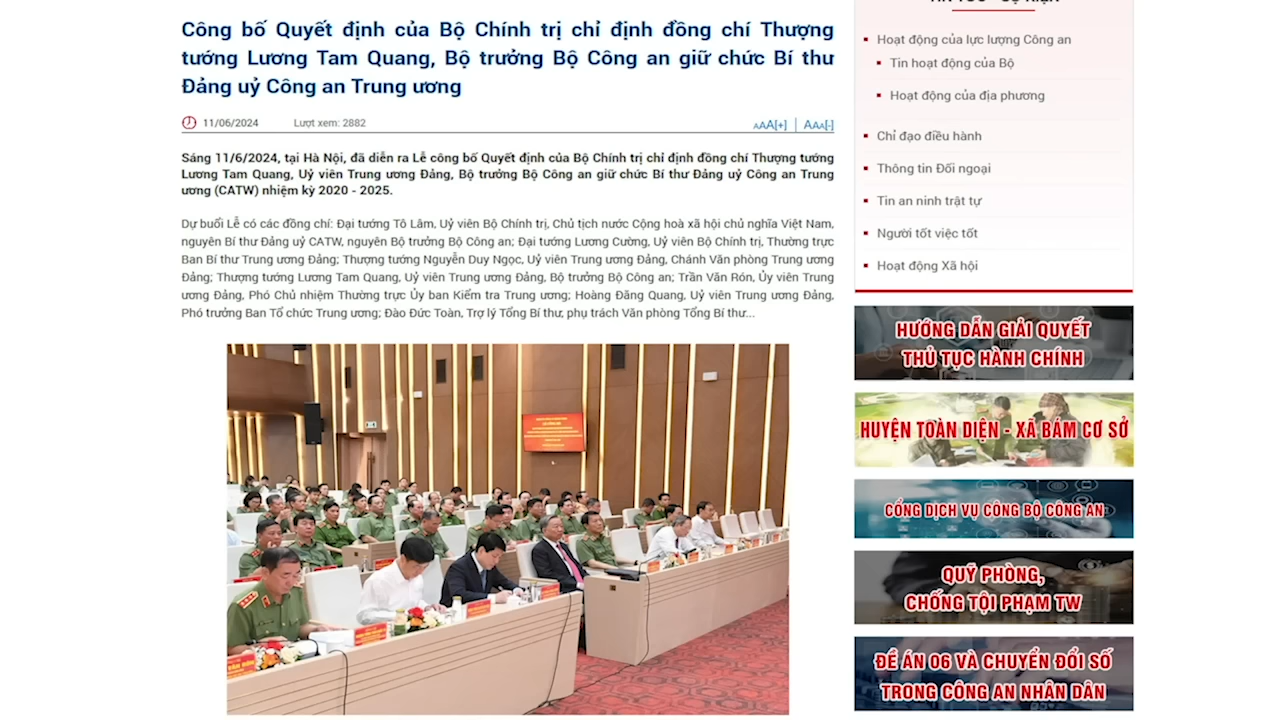 Công bố Quyết định của Bộ Chính trị chỉ định đồng chí Thượng
tướng Lương Tam Quang, Bộ trưởng Bộ Công an giữ chức Bí thư
Đảng uỷ Công an Trung ương
11/06/2024 Lượt xem: 2882
AAA[+] AAA[-]
Sáng 11/6/2024, tại Hà Nội, đã diễn ra Lễ công bố Quyết định của Bộ Chính trị chỉ định đồng chí Thượng tướng
Lương Tam Quang, Uỷ viên Trung ương Đảng, Bộ trưởng Bộ Công an giữ chức Bí thư Đảng uỷ Công an Trung
ương (CATW) nhiệm kỳ 2020 - 2025.
Dự buổi Lễ có các đồng chí: Đại tướng Tô Lâm, Uỷ viên Bộ Chính trị, Chủ tịch nước Cộng hoà xã hội chủ nghĩa Việt Nam,
nguyên Bí thư Đảng uỷ CATW, nguyên Bộ trưởng Bộ Công an; Đại tướng Lương Cường, Uỷ viên Bộ Chính trị, Thường trực
Ban Bí thư Trung ương Đảng; Thượng tướng Nguyễn Duy Ngọc, Uỷ viên Trung ương Đảng, Chánh Văn phòng Trung ương
Đảng; Thượng tướng Lương Tam Quang, Uỷ viên Trung ương Đảng, Bộ trưởng Bộ Công an; Trần Văn Rón, Ủy viên Trung
ương Đảng, Phó Chủ nhiệm Thường trực Ủy ban Kiểm tra Trung ương; Hoàng Đăng Quang, Uỷ viên Trung ương Đảng,
Phó trưởng Ban Tổ chức Trung ương; Đào Đức Toàn, Trợ lý Tổng Bí thư, phụ trách Văn phòng Tổng Bí thư...
Hoạt động của lực lượng Công an
Tin hoạt động của Bộ
Hoạt động của địa phương
Chỉ đạo điều hành
Thông tin Đối ngoại
Tin an ninh trật tự
Người tốt việc tốt
Hoạt động Xã hội
HƯỚNG DẪN GIẢI QUYẾT
THỦ TỤC HÀNH CHÍNH
HUYỆN TOÀN DIỆN - XÃ BÁM CƠ SỞ
CỔNG DỊCH VỤ CÔNG BỘ CÔNG AN
QUỸ PHÒNG,
CHỐNG TỘI PHẠM TW
ĐỀ ÁN 06 VÀ CHUYỂN ĐỔI SỐ
TRONG CÔNG AN NHÂN DÂN